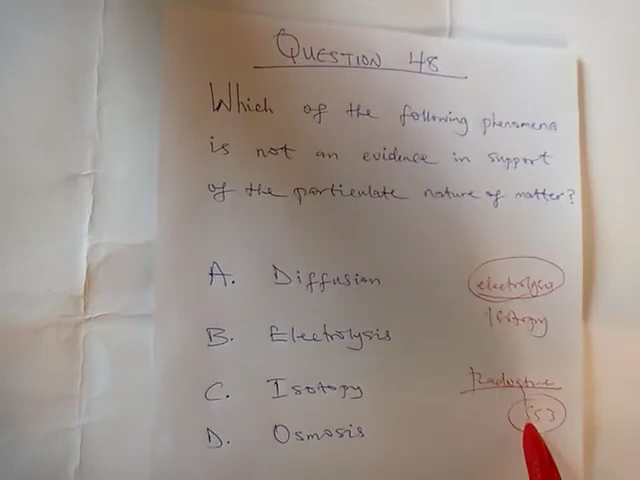 QUESTION 48
Which of the following phenomena
is not an evidence in support
of the particulate nature of matter?
A. Diffusion
B. Electrolysis
C. Isotopy
D. Osmosis
electrolysis
Isotopy